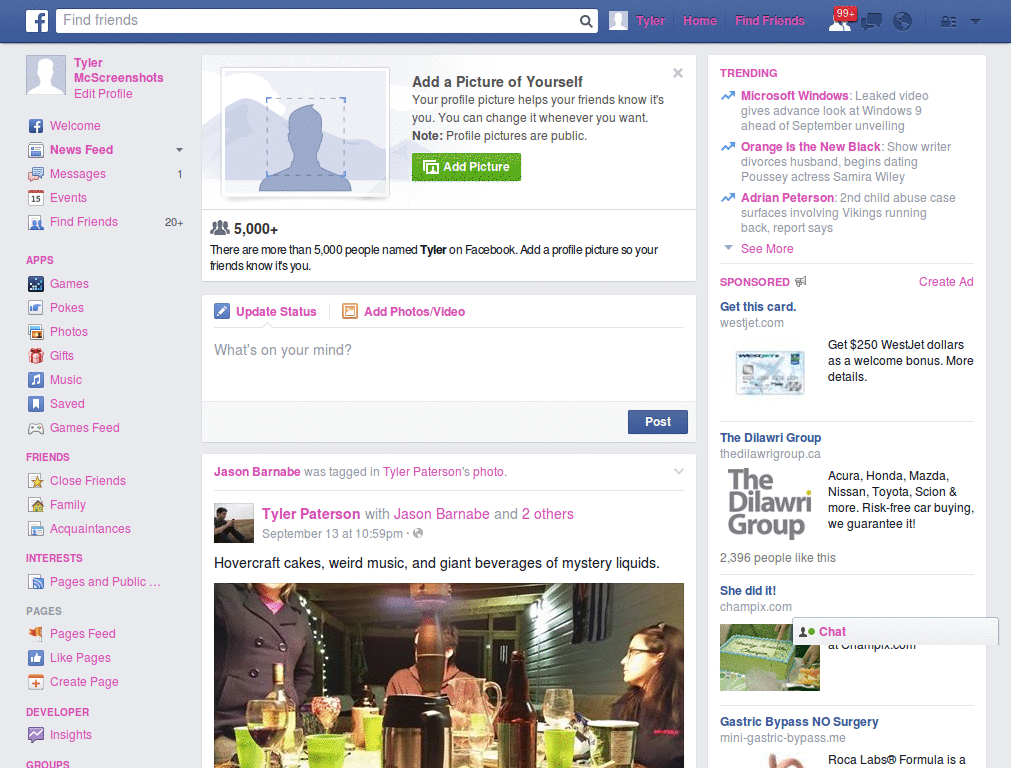 Find friends
Tyler
Home
Find Friends
99+
Tyler
McScreenshots
Edit Profile
Welcome
News Feed
Messages 1
Events
Find Friends 20+
APPS
Games
Pokes
Photos
Gifts
Music
Saved
Games Feed
FRIENDS
Close Friends
Family
Acquaintances
INTERESTS
Pages and Public ...
PAGES
Pages Feed
Like Pages
Create Page
DEVELOPER
Insights
GROUPS
Add a Picture of Yourself
Your profile picture helps your friends know it's
you. You can change it whenever you want.
Note: Profile pictures are public.
Add Picture
5,000+
There are more than 5,000 people named Tyler on Facebook. Add a profile picture so your
friends know it's you.
Update Status
Add Photos/Video
What's on your mind?
Post
Jason Barnabe was tagged in Tyler Paterson's photo.
Tyler Paterson with Jason Barnabe and 2 others
September 13 at 10:59pm ·
Hovercraft cakes, weird music, and giant beverages of mystery liquids.
TRENDING
Microsoft Windows: Leaked video
gives advance look at Windows 9
ahead of September unveiling
Orange Is the New Black: Show writer
divorces husband, begins dating
Poussey actress Samira Wiley
Adrian Peterson: 2nd child abuse case
surfaces involving Vikings running
back, report says
See More
SPONSORED
Create Ad
Get this card.
westjet.com
WESTJET
Get $250 WestJet dollars
as a welcome bonus. More
details.
The Dilawri Group
thedilawrigroup.ca
The
Dilawri
Group
Acura, Honda, Mazda,
Nissan, Toyota, Scion &
more. Risk-free car buying,
we guarantee it!
2,396 people like this
She did it!
champix.com
Chat
at Champix.com
Gastric Bypass NO Surgery
mini-gastric-bypass.me
Roca Labs® Formula is a